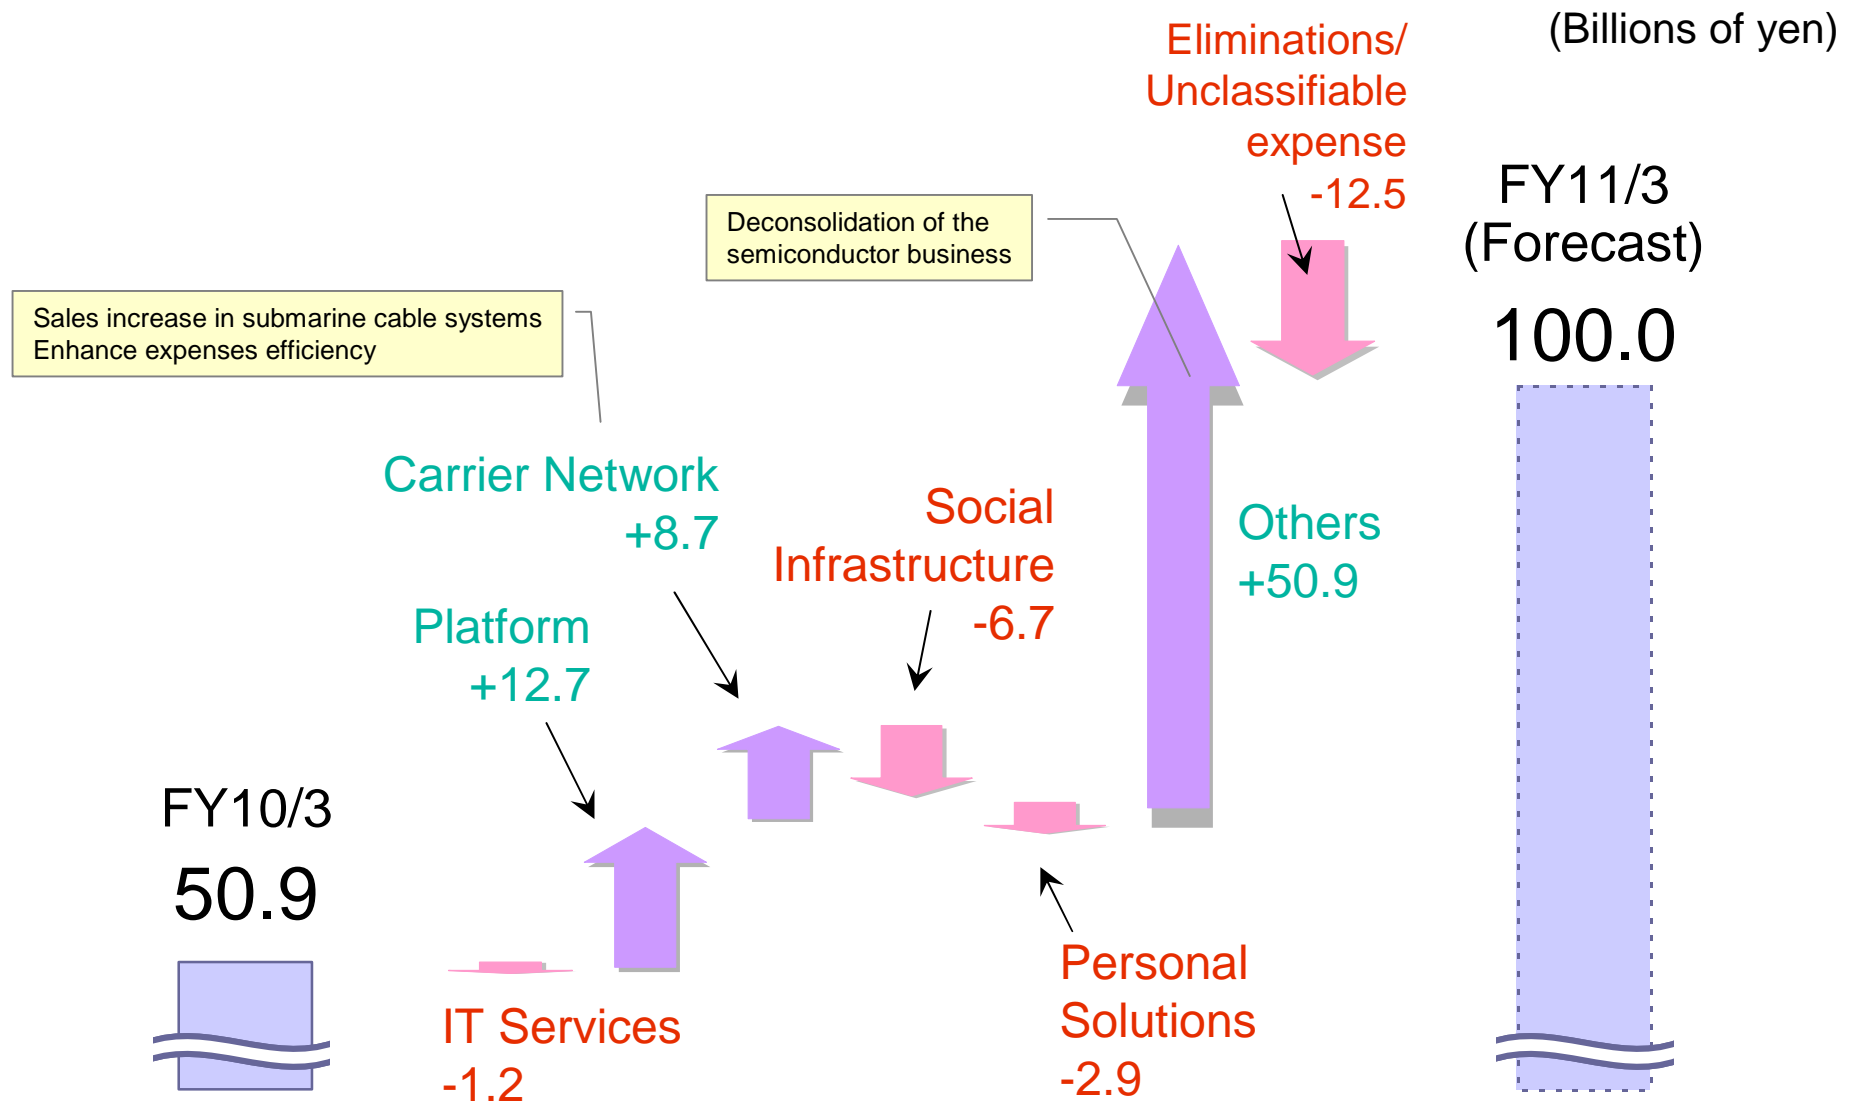 (Billions of yen)
Eliminations/
Unclassifiable
expense
-12.5
FY11/3
(Forecast)
100.0
Deconsolidation of the
semiconductor business
Sales increase in submarine cable systems
Enhance expenses efficiency
Carrier Network
+8.7
Social
Infrastructure
-6.7
Others
+50.9
Platform
+12.7
FY10/3
50.9
IT Services
-1.2
Personal
Solutions
-2.9